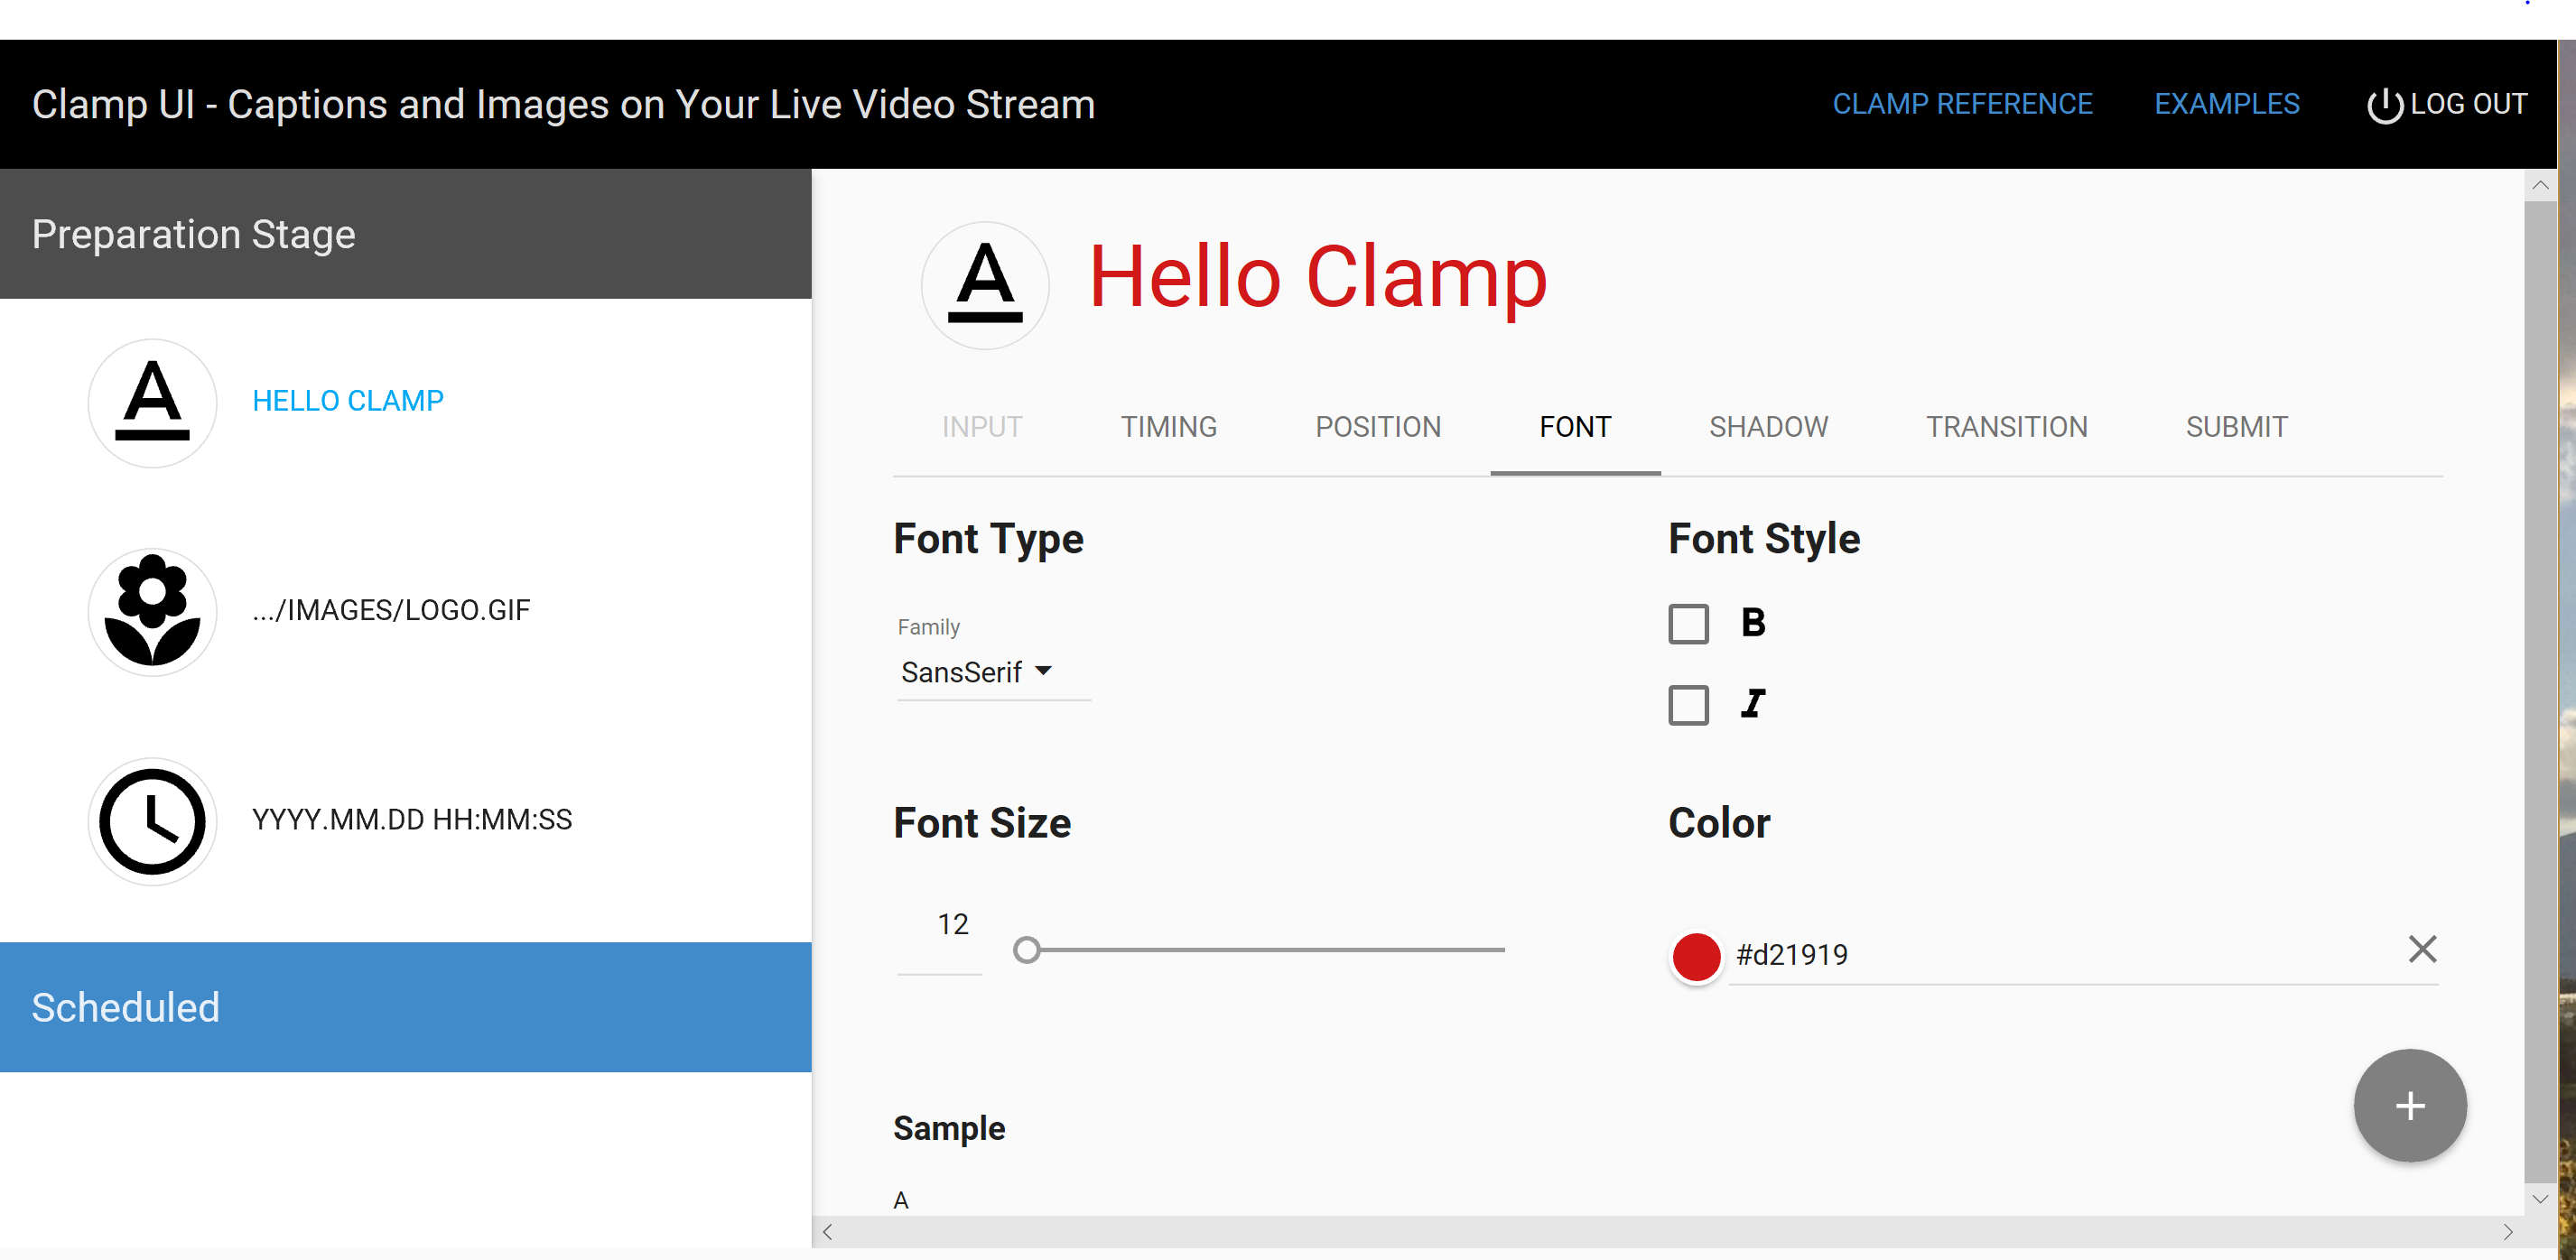 Clamp UI - Captions and Images on Your Live Video Stream
CLAMP REFERENCE
EXAMPLES
LOG OUT
Preparation Stage
HELLO CLAMP
.../IMAGES/LOGO.GIF
YYYY.MM.DD HH:MM:SS
Scheduled
A Hello Clamp
INPUT TIMING POSITION FONT SHADOW TRANSITION SUBMIT
Font Type
Family
SansSerif
Font Style
B
I
Font Size
12
Color
#d21919
Sample
A